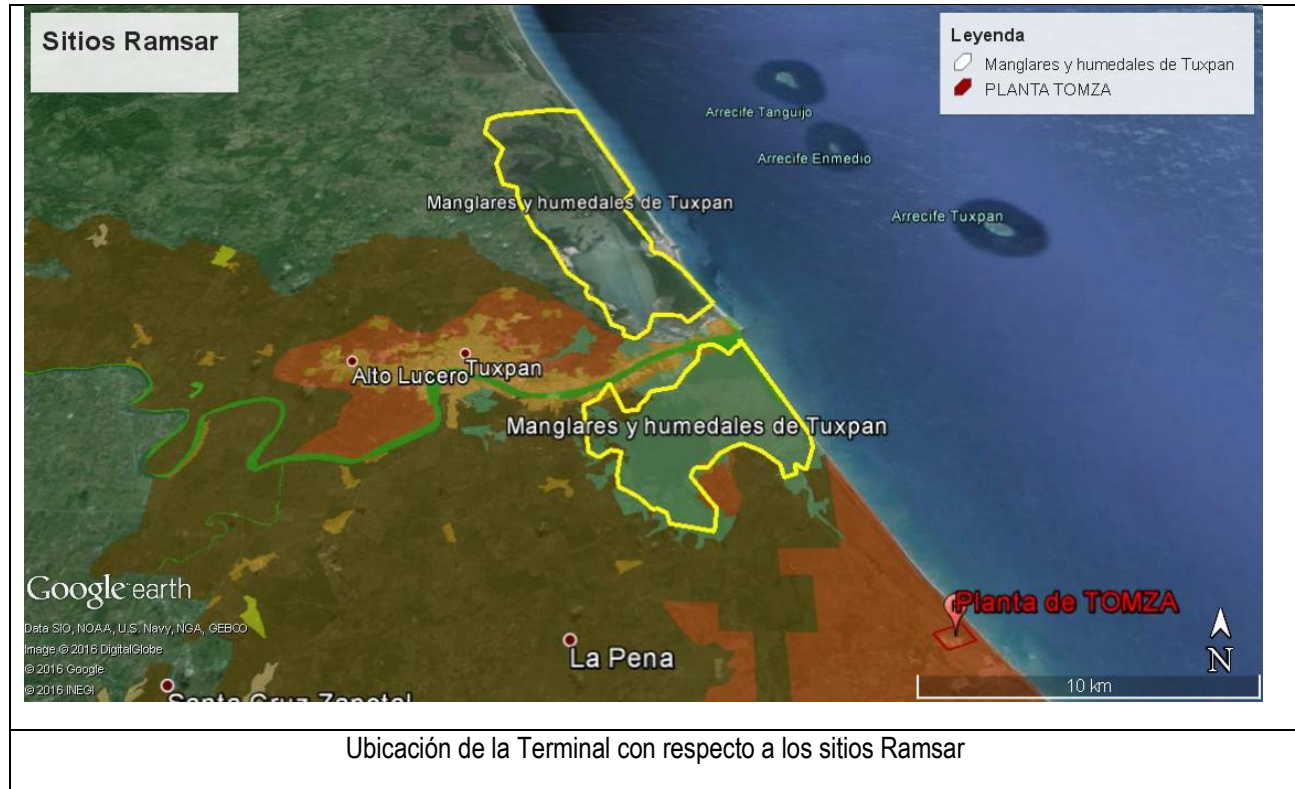 Sitios Ramsar
Leyenda
Manglares y humedales de Tuxpan
PLANTA TOMZA
Arrecife Tanguijo
Arrecife Enmedio
Manglares y humedales de Tuxpan
Arrecife Tuxpan
Alto Lucero
Tuxpan
Manglares y humedales de Tuxpan
Google earth
Data SIO, NOAA, U.S. Navy, NGA, GEBCO
Image © 2016 DigitalGlobe
© 2016 Google
© 2016 INEGI
Planta de TOMZA
La Pena
N
10 km
Santa Cruz Zapotal
Ubicación de la Terminal con respecto a los sitios Ramsar